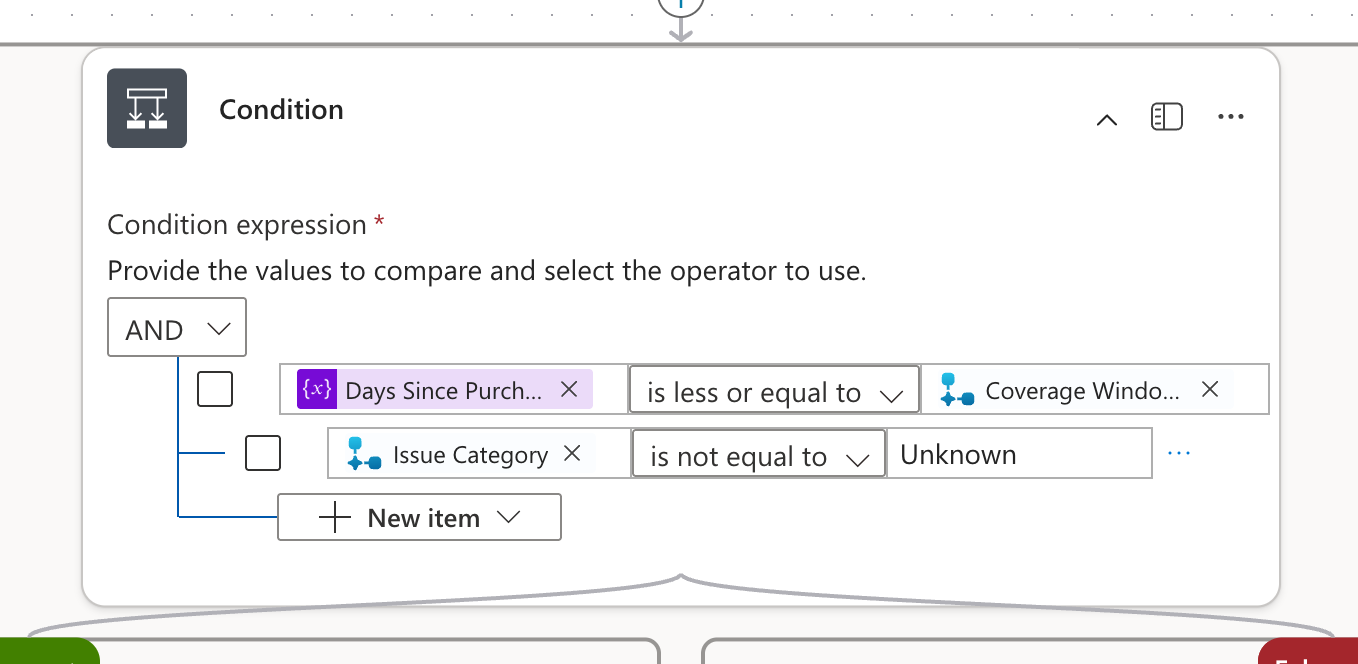 Condition
Condition expression *
Provide the values to compare and select the operator to use.
AND
{x} Days Since Purch... is less or equal to Coverage Windo...
Issue Category is not equal to Unknown
New item